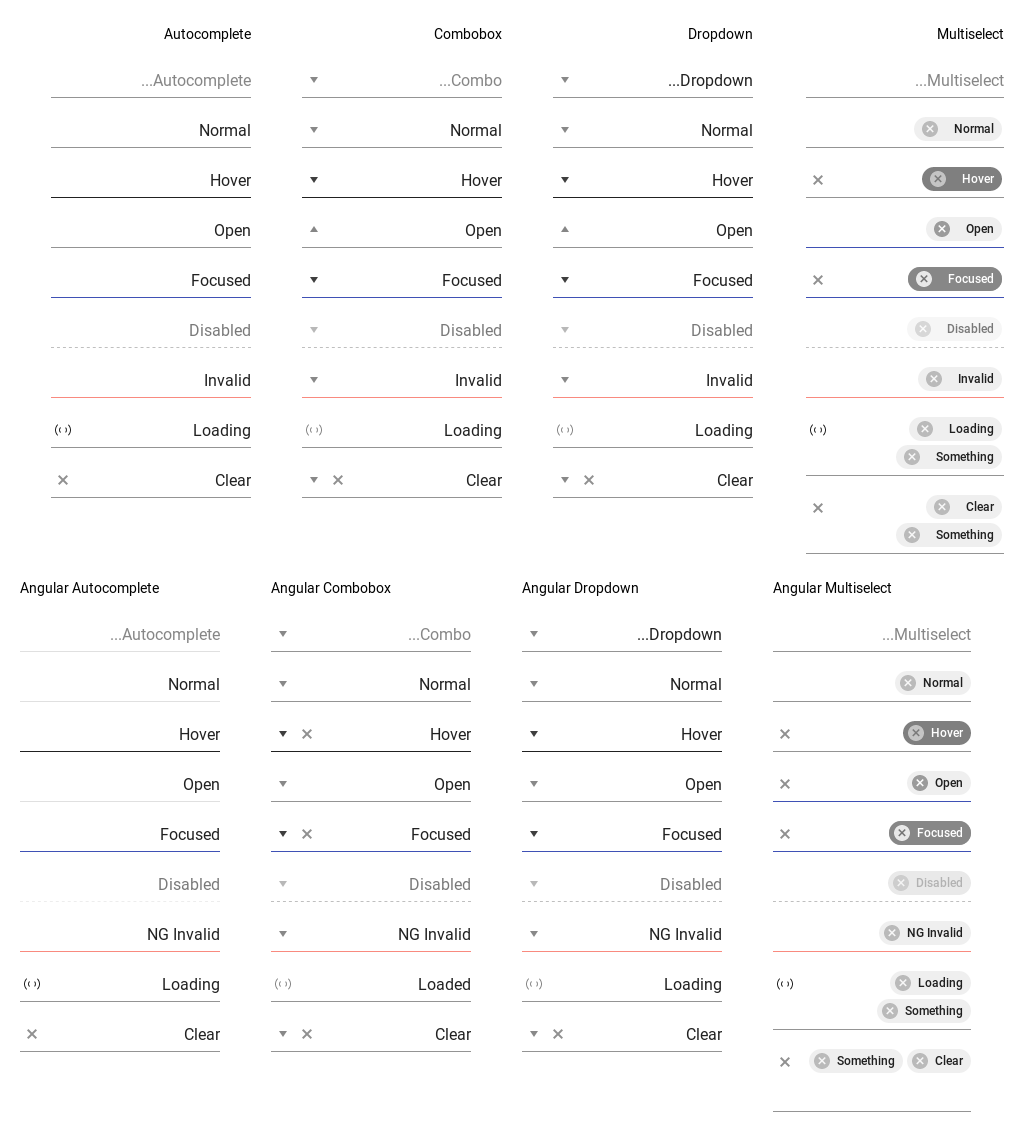 Autocomplete Combobox Dropdown Multiselect
...Autocomplete ...Combo ...Dropdown ...Multiselect
Normal Normal Normal Normal
Hover Hover Hover Hover
Open Open Open Open
Focused Focused Focused Focused
Disabled Disabled Disabled Disabled
Invalid Invalid Invalid Invalid
Loading Loading Loading Loading
Something
Clear Clear Clear Clear
Something
Angular Autocomplete Angular Combobox Angular Dropdown Angular Multiselect
...Autocomplete ...Combo ...Dropdown ...Multiselect
Normal Normal Normal Normal
Hover Hover Hover Hover
Open Open Open Open
Focused Focused Focused Focused
Disabled Disabled Disabled Disabled
NG Invalid NG Invalid NG Invalid NG Invalid
Loading Loaded Loading Loading
Something
Clear Clear Clear Something Clear